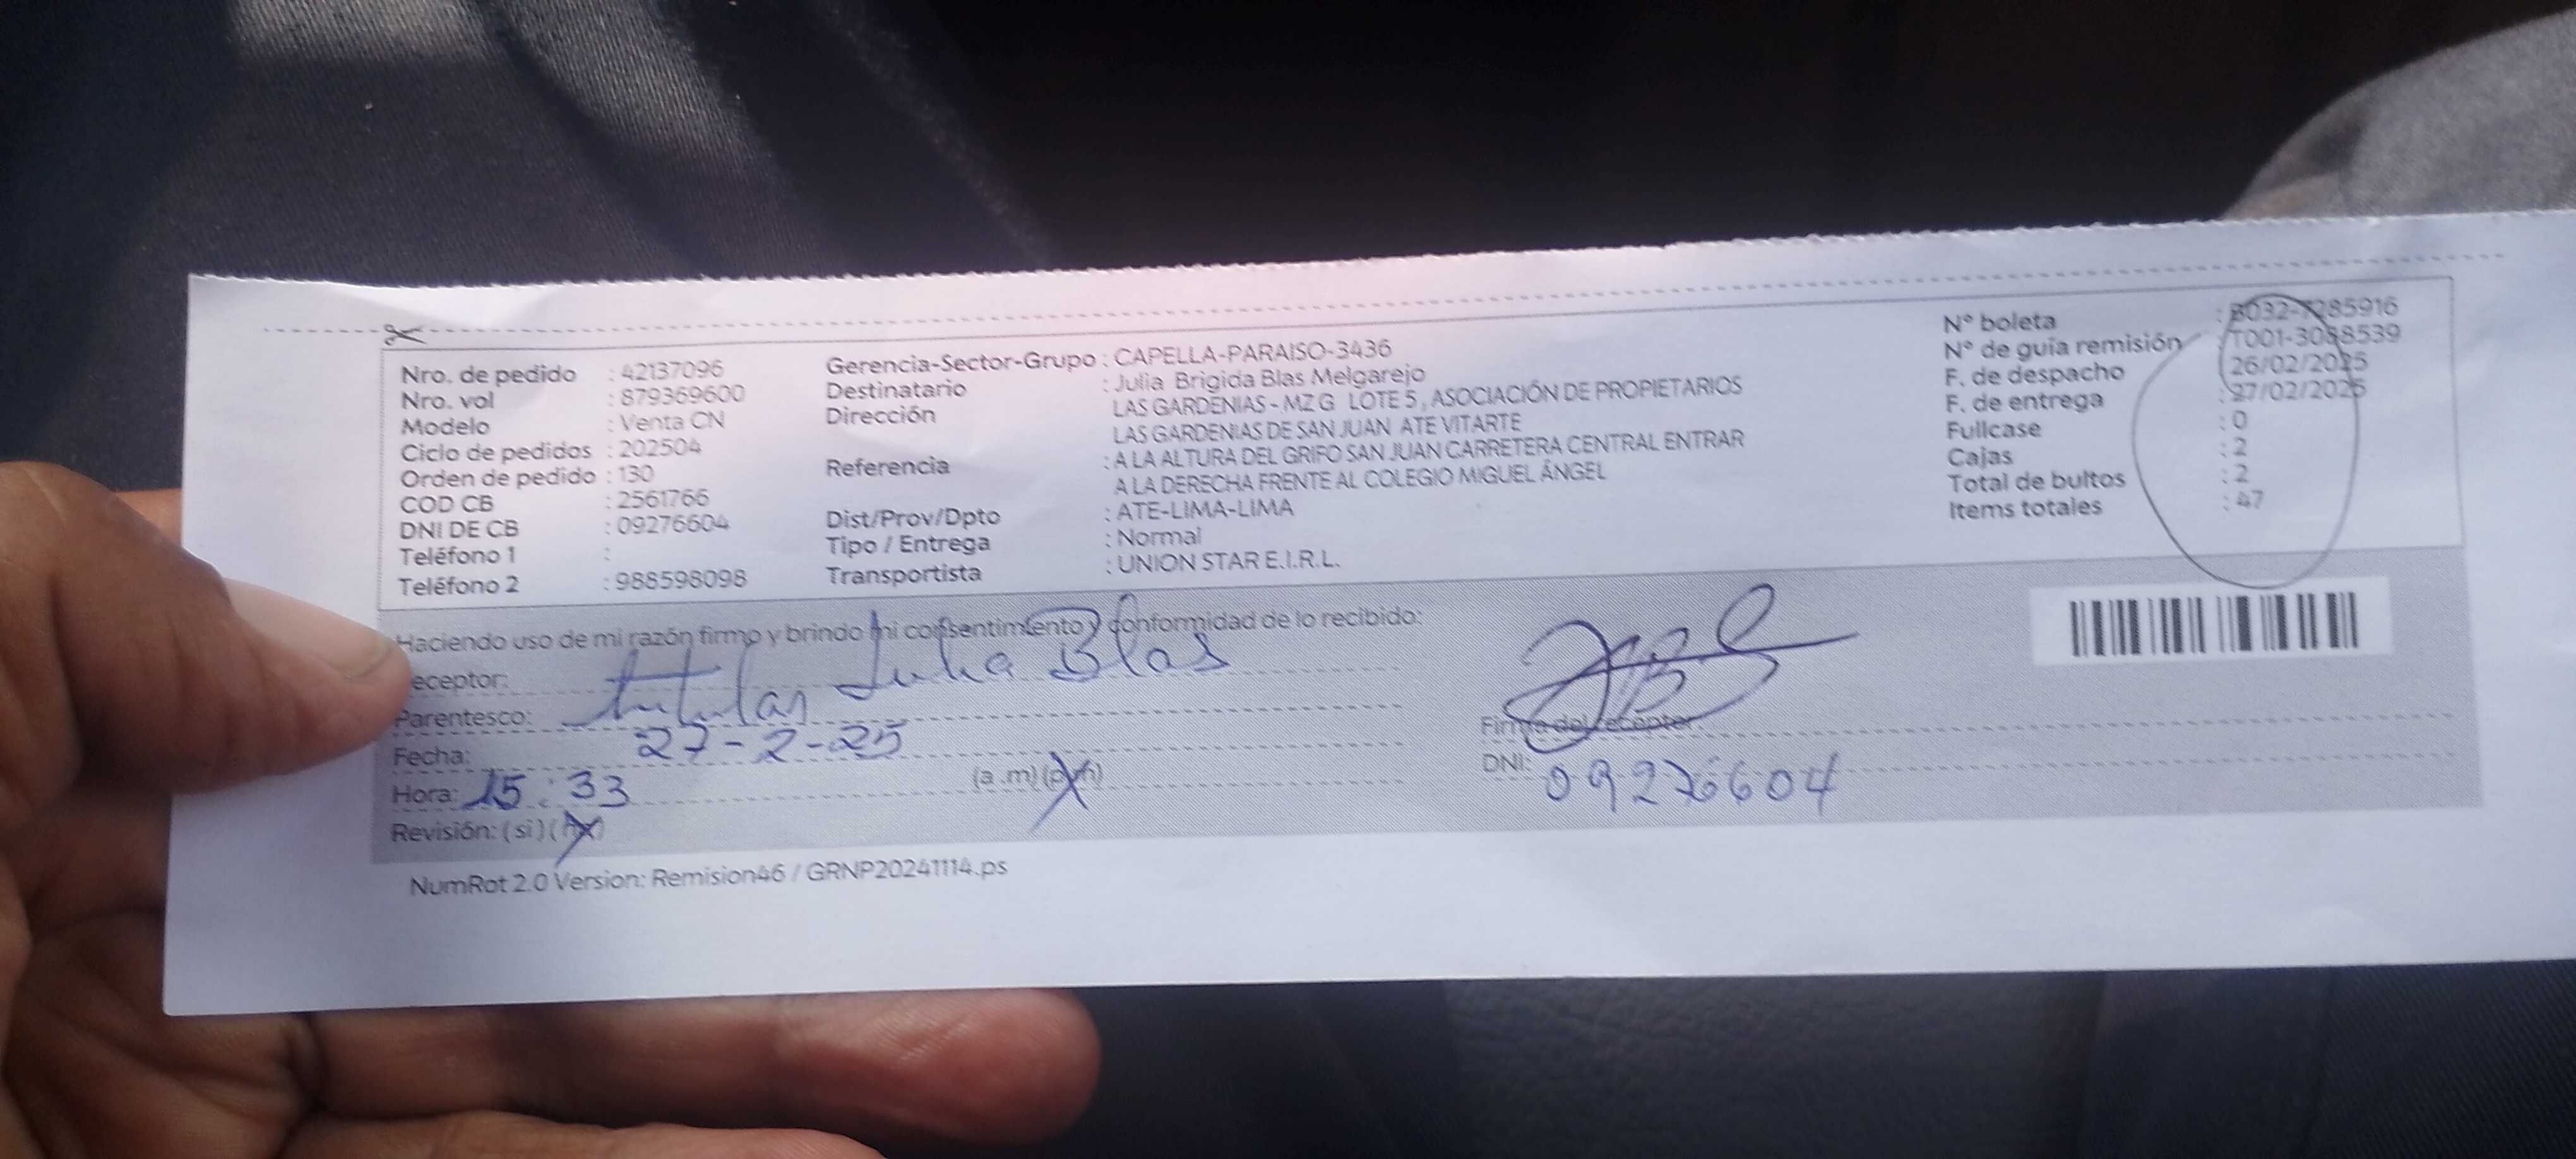 Nro. de pedido : 42137096
Nro. vol : 879369600
Modelo : Venta CN
Ciclo de pedidos : 202504
Orden de pedido : 130
COD CB : 2561766
DNI DE CB : 09276604
Teléfono 1 :
Teléfono 2 : 988598098
Gerencia-Sector-Grupo : CAPELLA-PARAISO-3436
Destinatario : Julia Brigida Blas Melgarejo
Dirección LAS GARDENIAS - MZ G LOTE 5 , ASOCIACIÓN DE PROPIETARIOS
LAS GARDENIAS DE SAN JUAN ATE VITARTE
Referencia : A LA ALTURA DEL GRIFO SAN JUAN CARRETERA CENTRAL ENTRAR
A LA DERECHA FRENTE AL COLEGIO MIGUEL ÁNGEL
Dist/Prov/Dpto : ATE-LIMA-LIMA
Tipo / Entrega : Normal
Transportista : UNION STAR E.I.R.L.
N° boleta : B032-7285916
N° de guía remisión : T001-3088539
F. de despacho 26/02/2025
F. de entrega : 27/02/2025
Fullcase : 0
Cajas : 2
Total de bultos : 2
Items totales : 47
Haciendo uso de mi razón firmo y brindo mi consentimiento y conformidad de lo recibido:
eceptor: Julia Blas
Parentesco: titular
Fecha: 27-2-25
Hora: 15:33 (a.m) (p.m)
Revisión: (si) (no)
Firma del receptor:
DNI: 09276604
NumRot 2.0 Version: Remision46 / GRNP20241114.ps